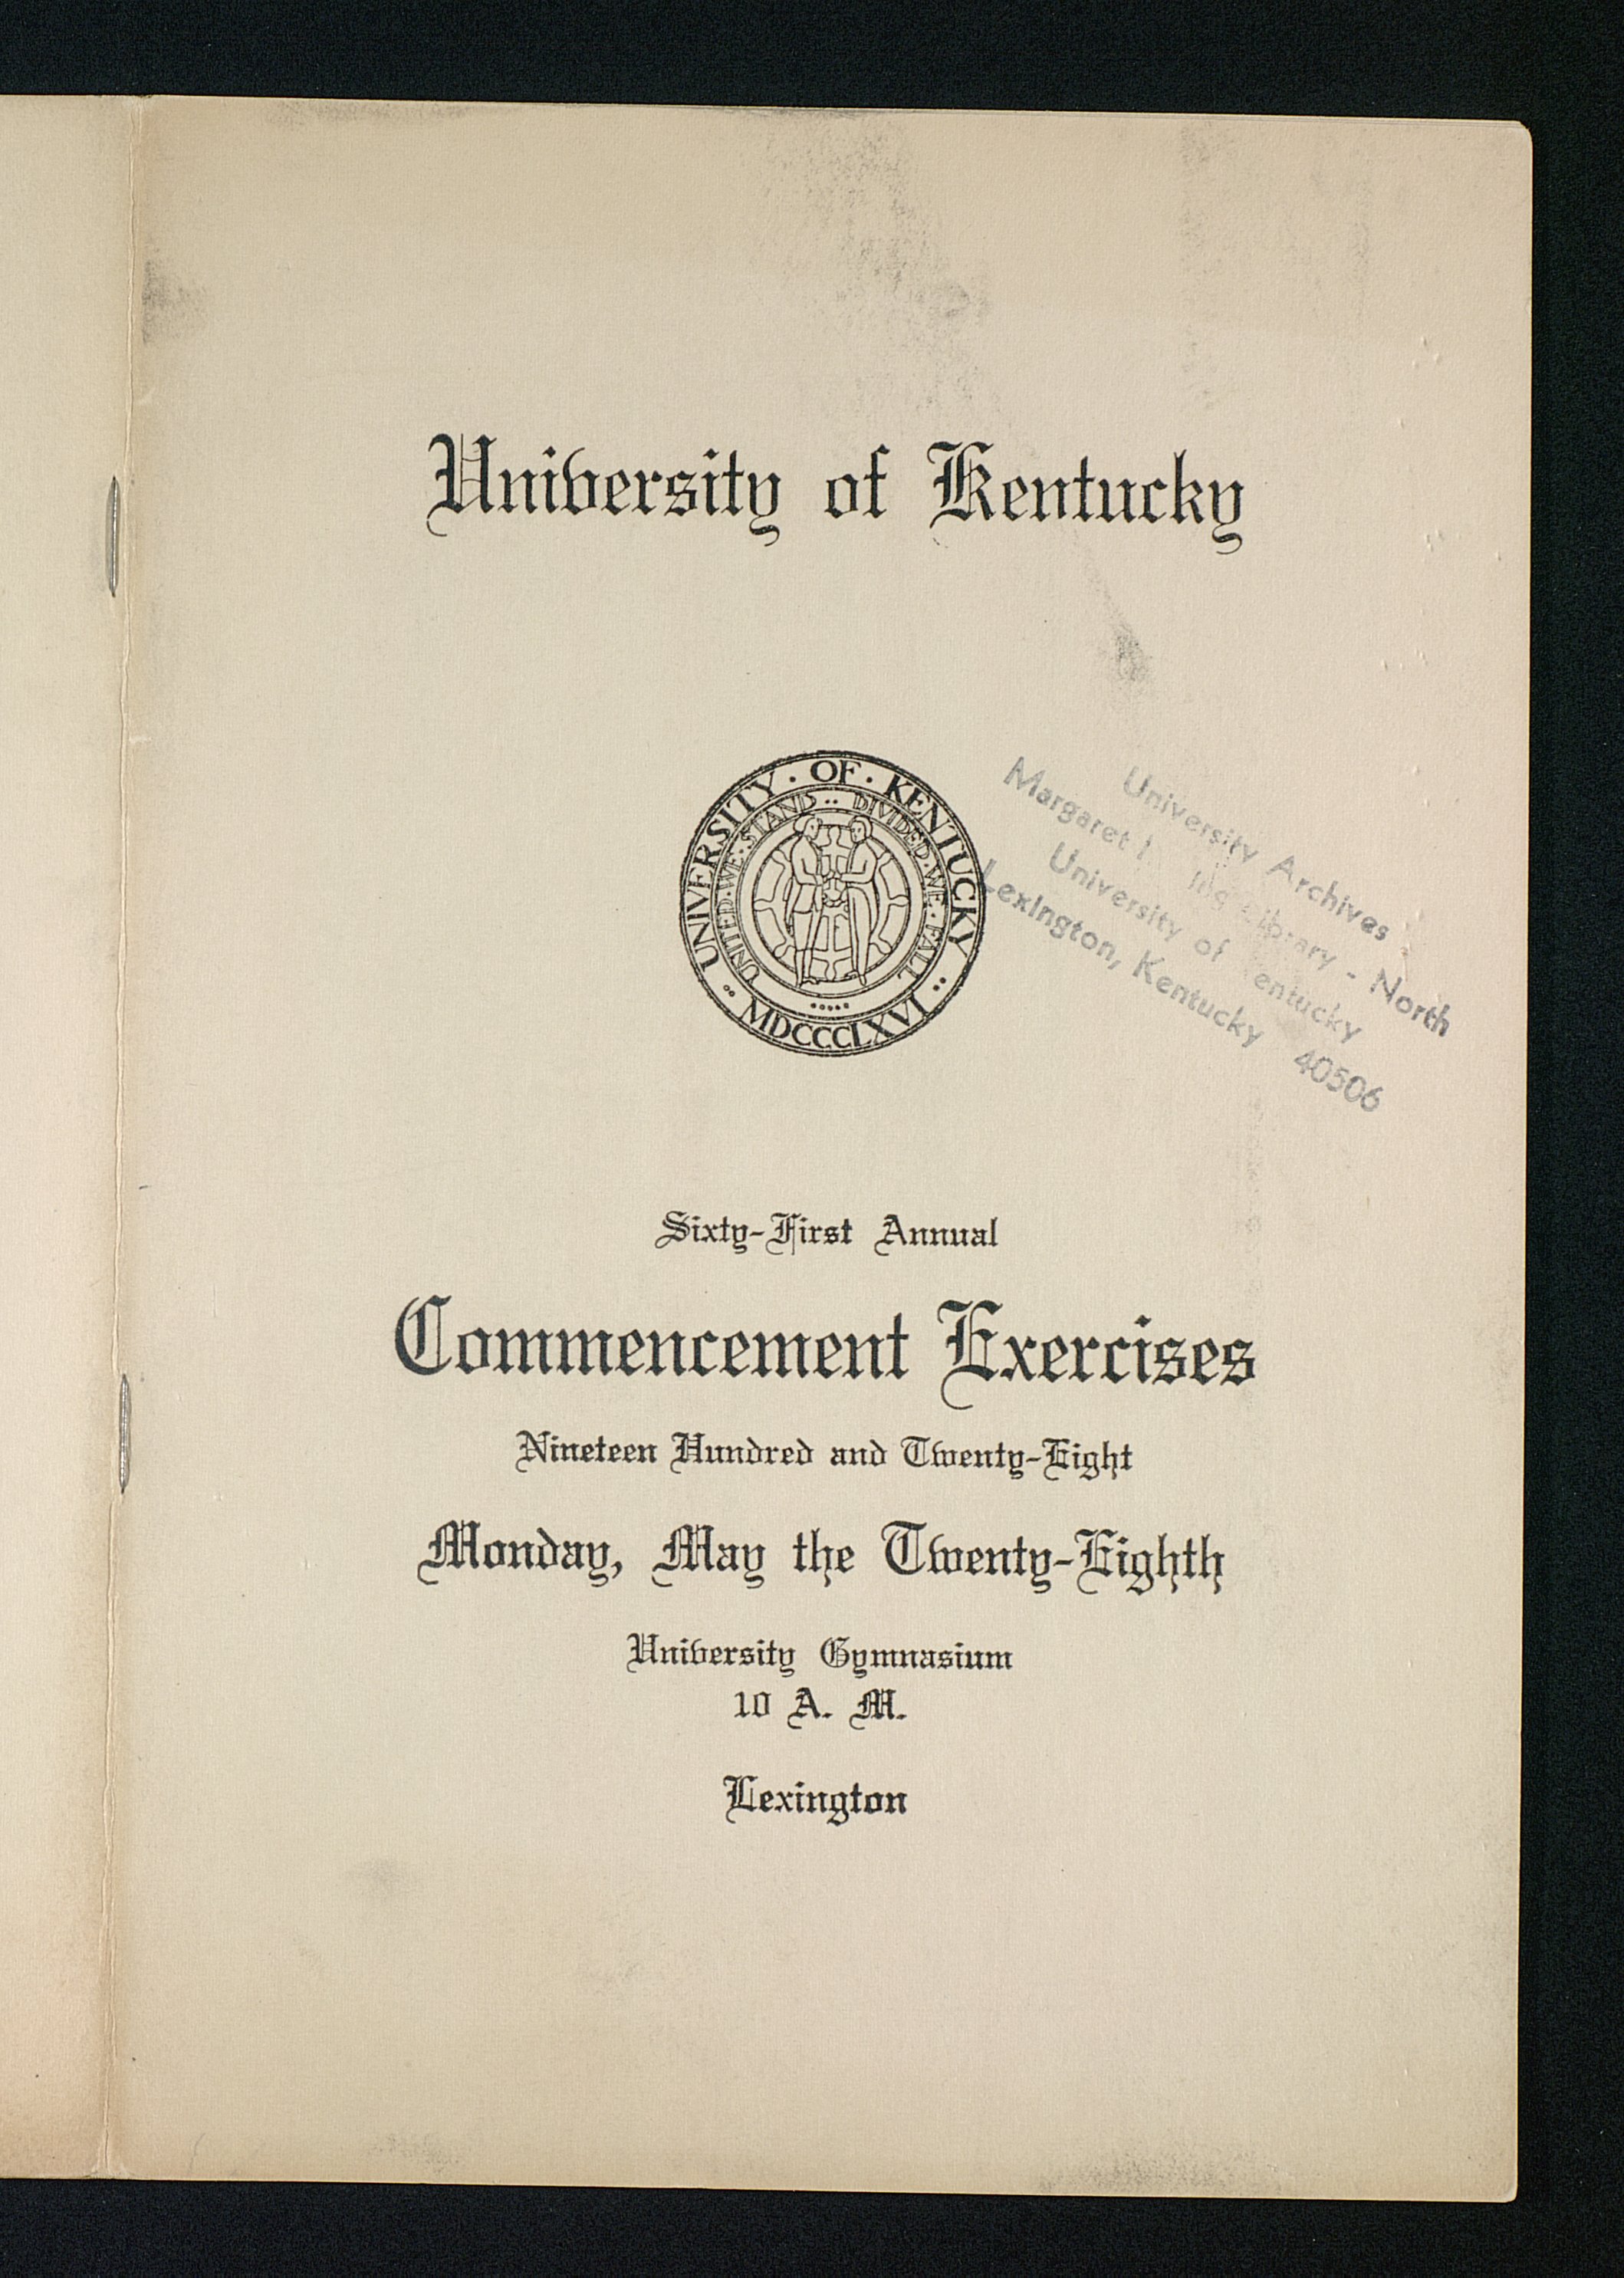 University of Kentucky
UNIVERSITY · OF · KENTUCKY
UNITED · WE · STAND ·· DIVIDED · WE · FALL
MDCCCLXVI
University Archives
Margaret Library - North
University of entucky
Lexington, Kentucky 40506
Sixty-First Annual
Commencement Exercises
Nineteen Hundred and Twenty-Eight
Monday, May the Twenty-Eighth
University Gymnasium
10 A. M.
Lexington